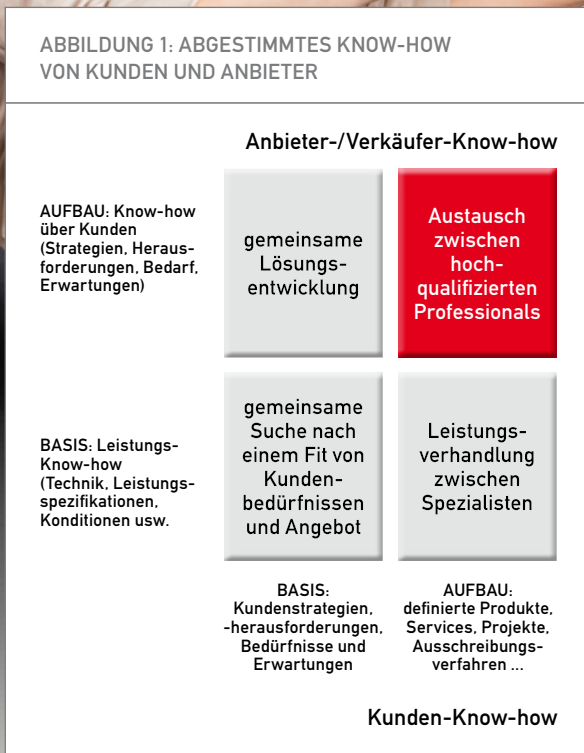 ABBILDUNG 1: ABGESTIMMTES KNOW-HOW
VON KUNDEN UND ANBIETER
Anbieter-/Verkäufer-Know-how
AUFBAU: Know-how
über Kunden
(Strategien, Heraus-
forderungen, Bedarf,
Erwartungen)
gemeinsame
Lösungs-
entwicklung
Austausch
zwischen
hoch-
qualifizierten
Professionals
BASIS: Leistungs-
Know-how
(Technik, Leistungs-
spezifikationen,
Konditionen usw.
gemeinsame
Suche nach
einem Fit von
Kunden-
bedürfnissen
und Angebot
Leistungs-
verhandlung
zwischen
Spezialisten
BASIS:
Kundenstrategien,
-herausforderungen,
Bedürfnisse und
Erwartungen
AUFBAU:
definierte Produkte,
Services, Projekte,
Ausschreibungs-
verfahren ...
Kunden-Know-how